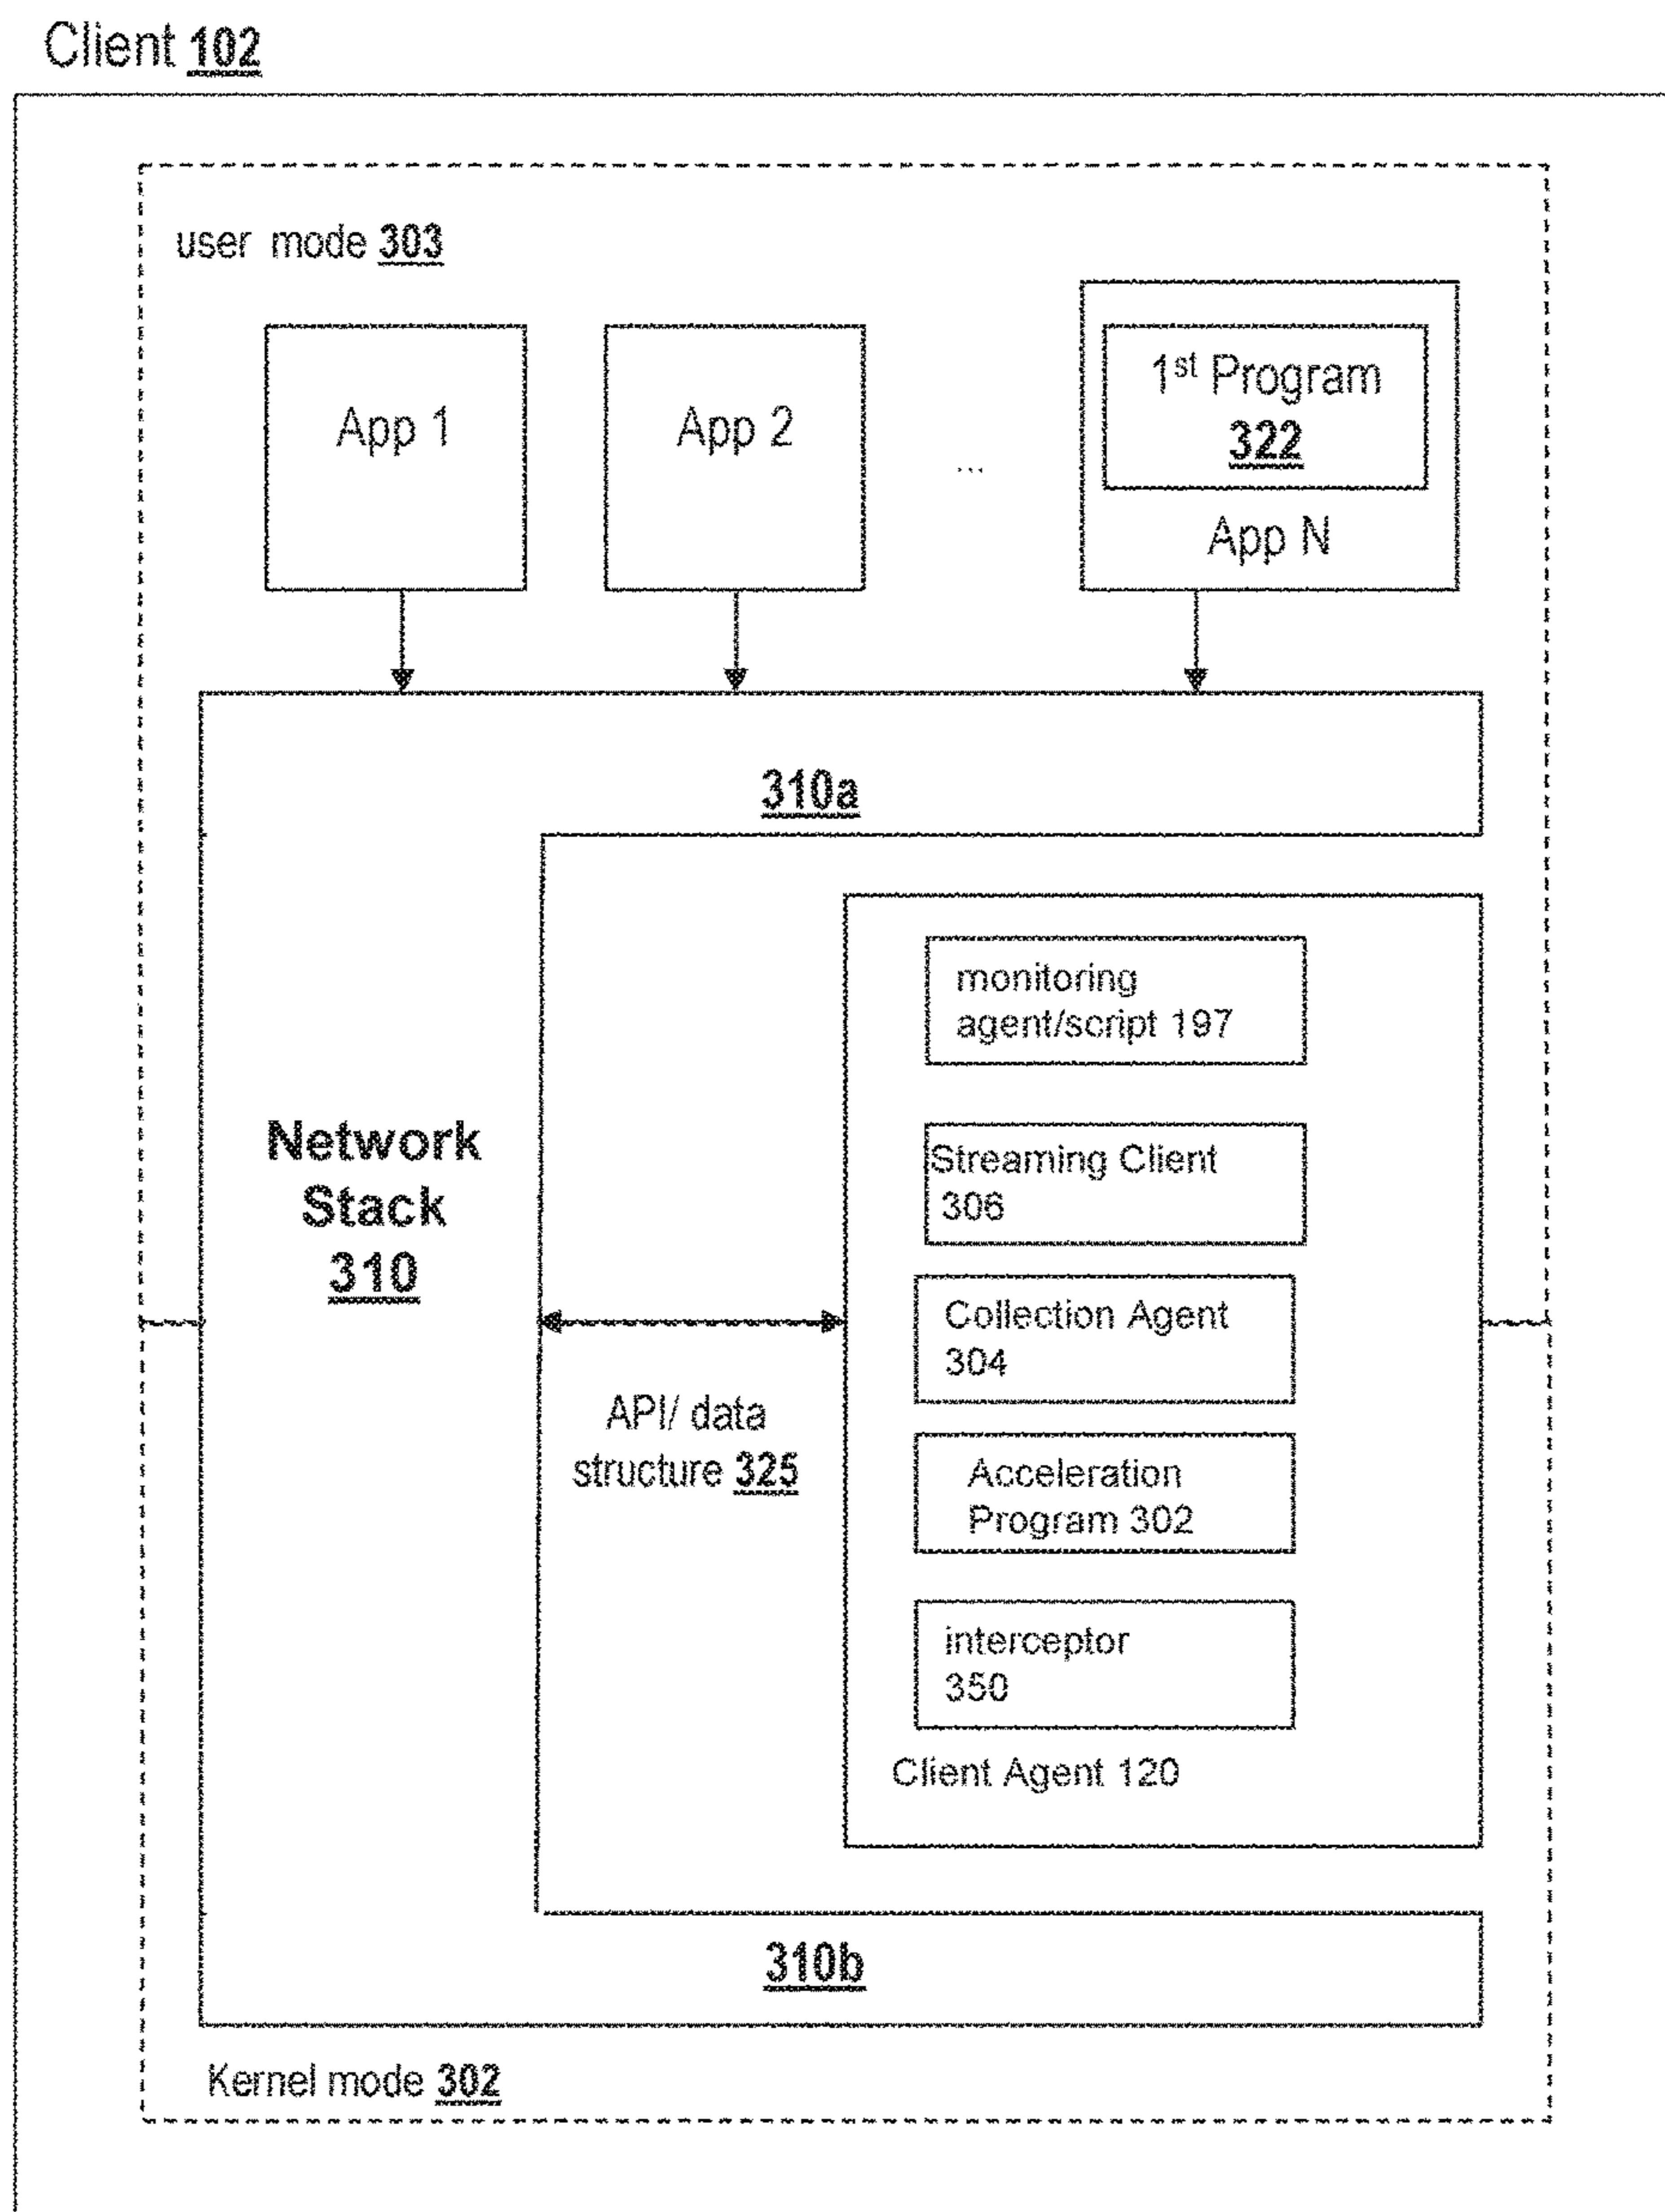 Client 102
user mode 303
App 1
App 2
...
1st Program
322
App N
310a
Network
Stack
310
API/ data
structure 325
monitoring
agent/script 197
Streaming Client
306
Collection Agent
304
Acceleration
Program 302
interceptor
350
Client Agent 120
310b
Kernel mode 302